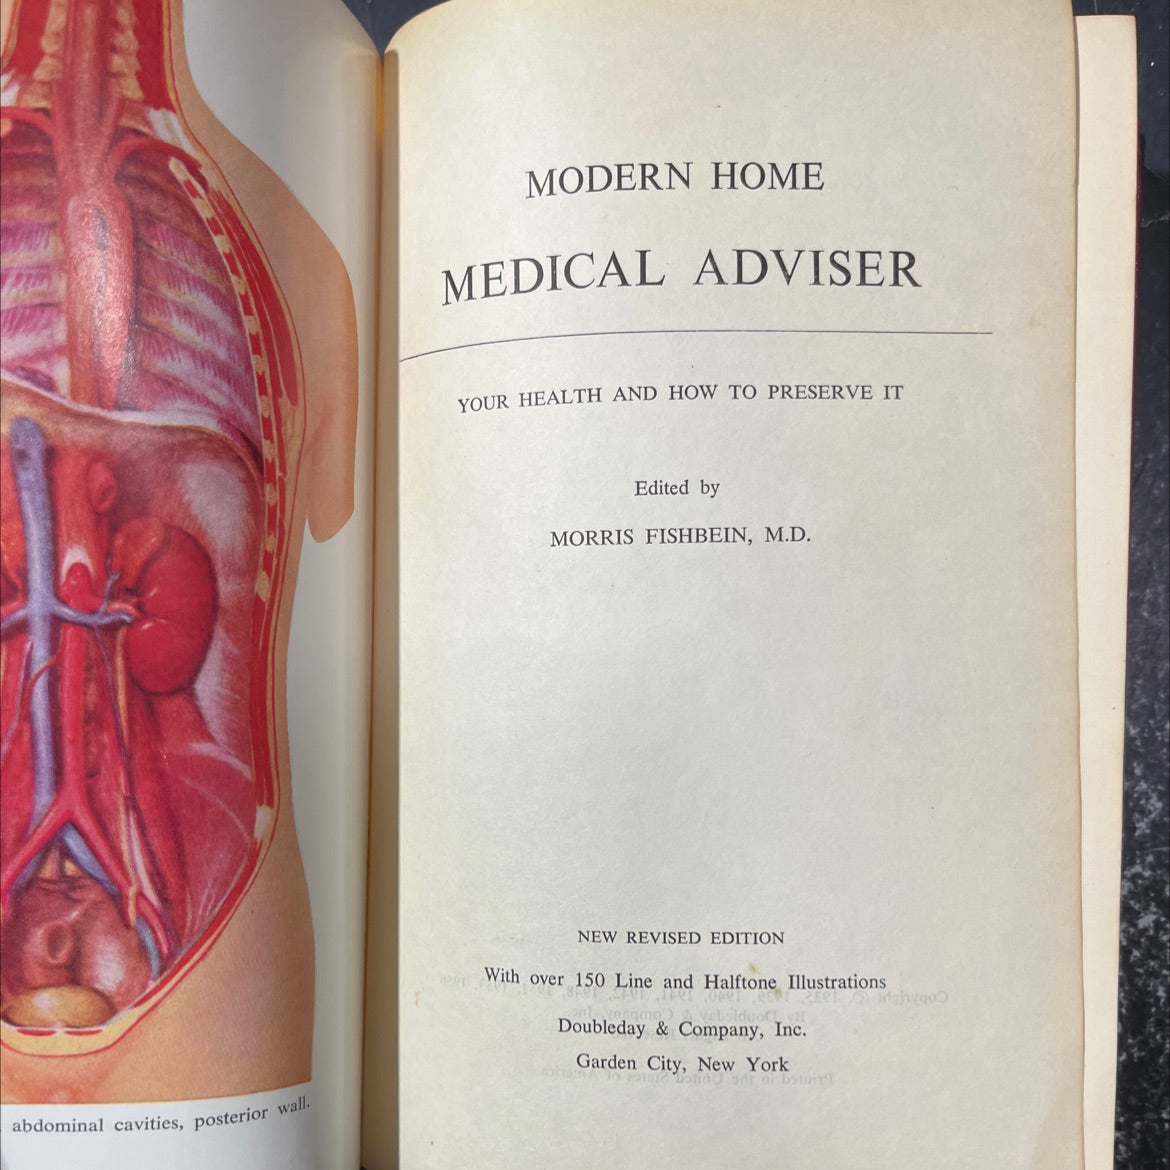 abdominal cavities, posterior wall.
MODERN HOME
MEDICAL ADVISER
YOUR HEALTH AND HOW TO PRESERVE IT
Edited by
MORRIS FISHBEIN, M.D.
NEW REVISED EDITION
With over 150 Line and Halftone Illustrations
Doubleday & Company, Inc.
Garden City, New York